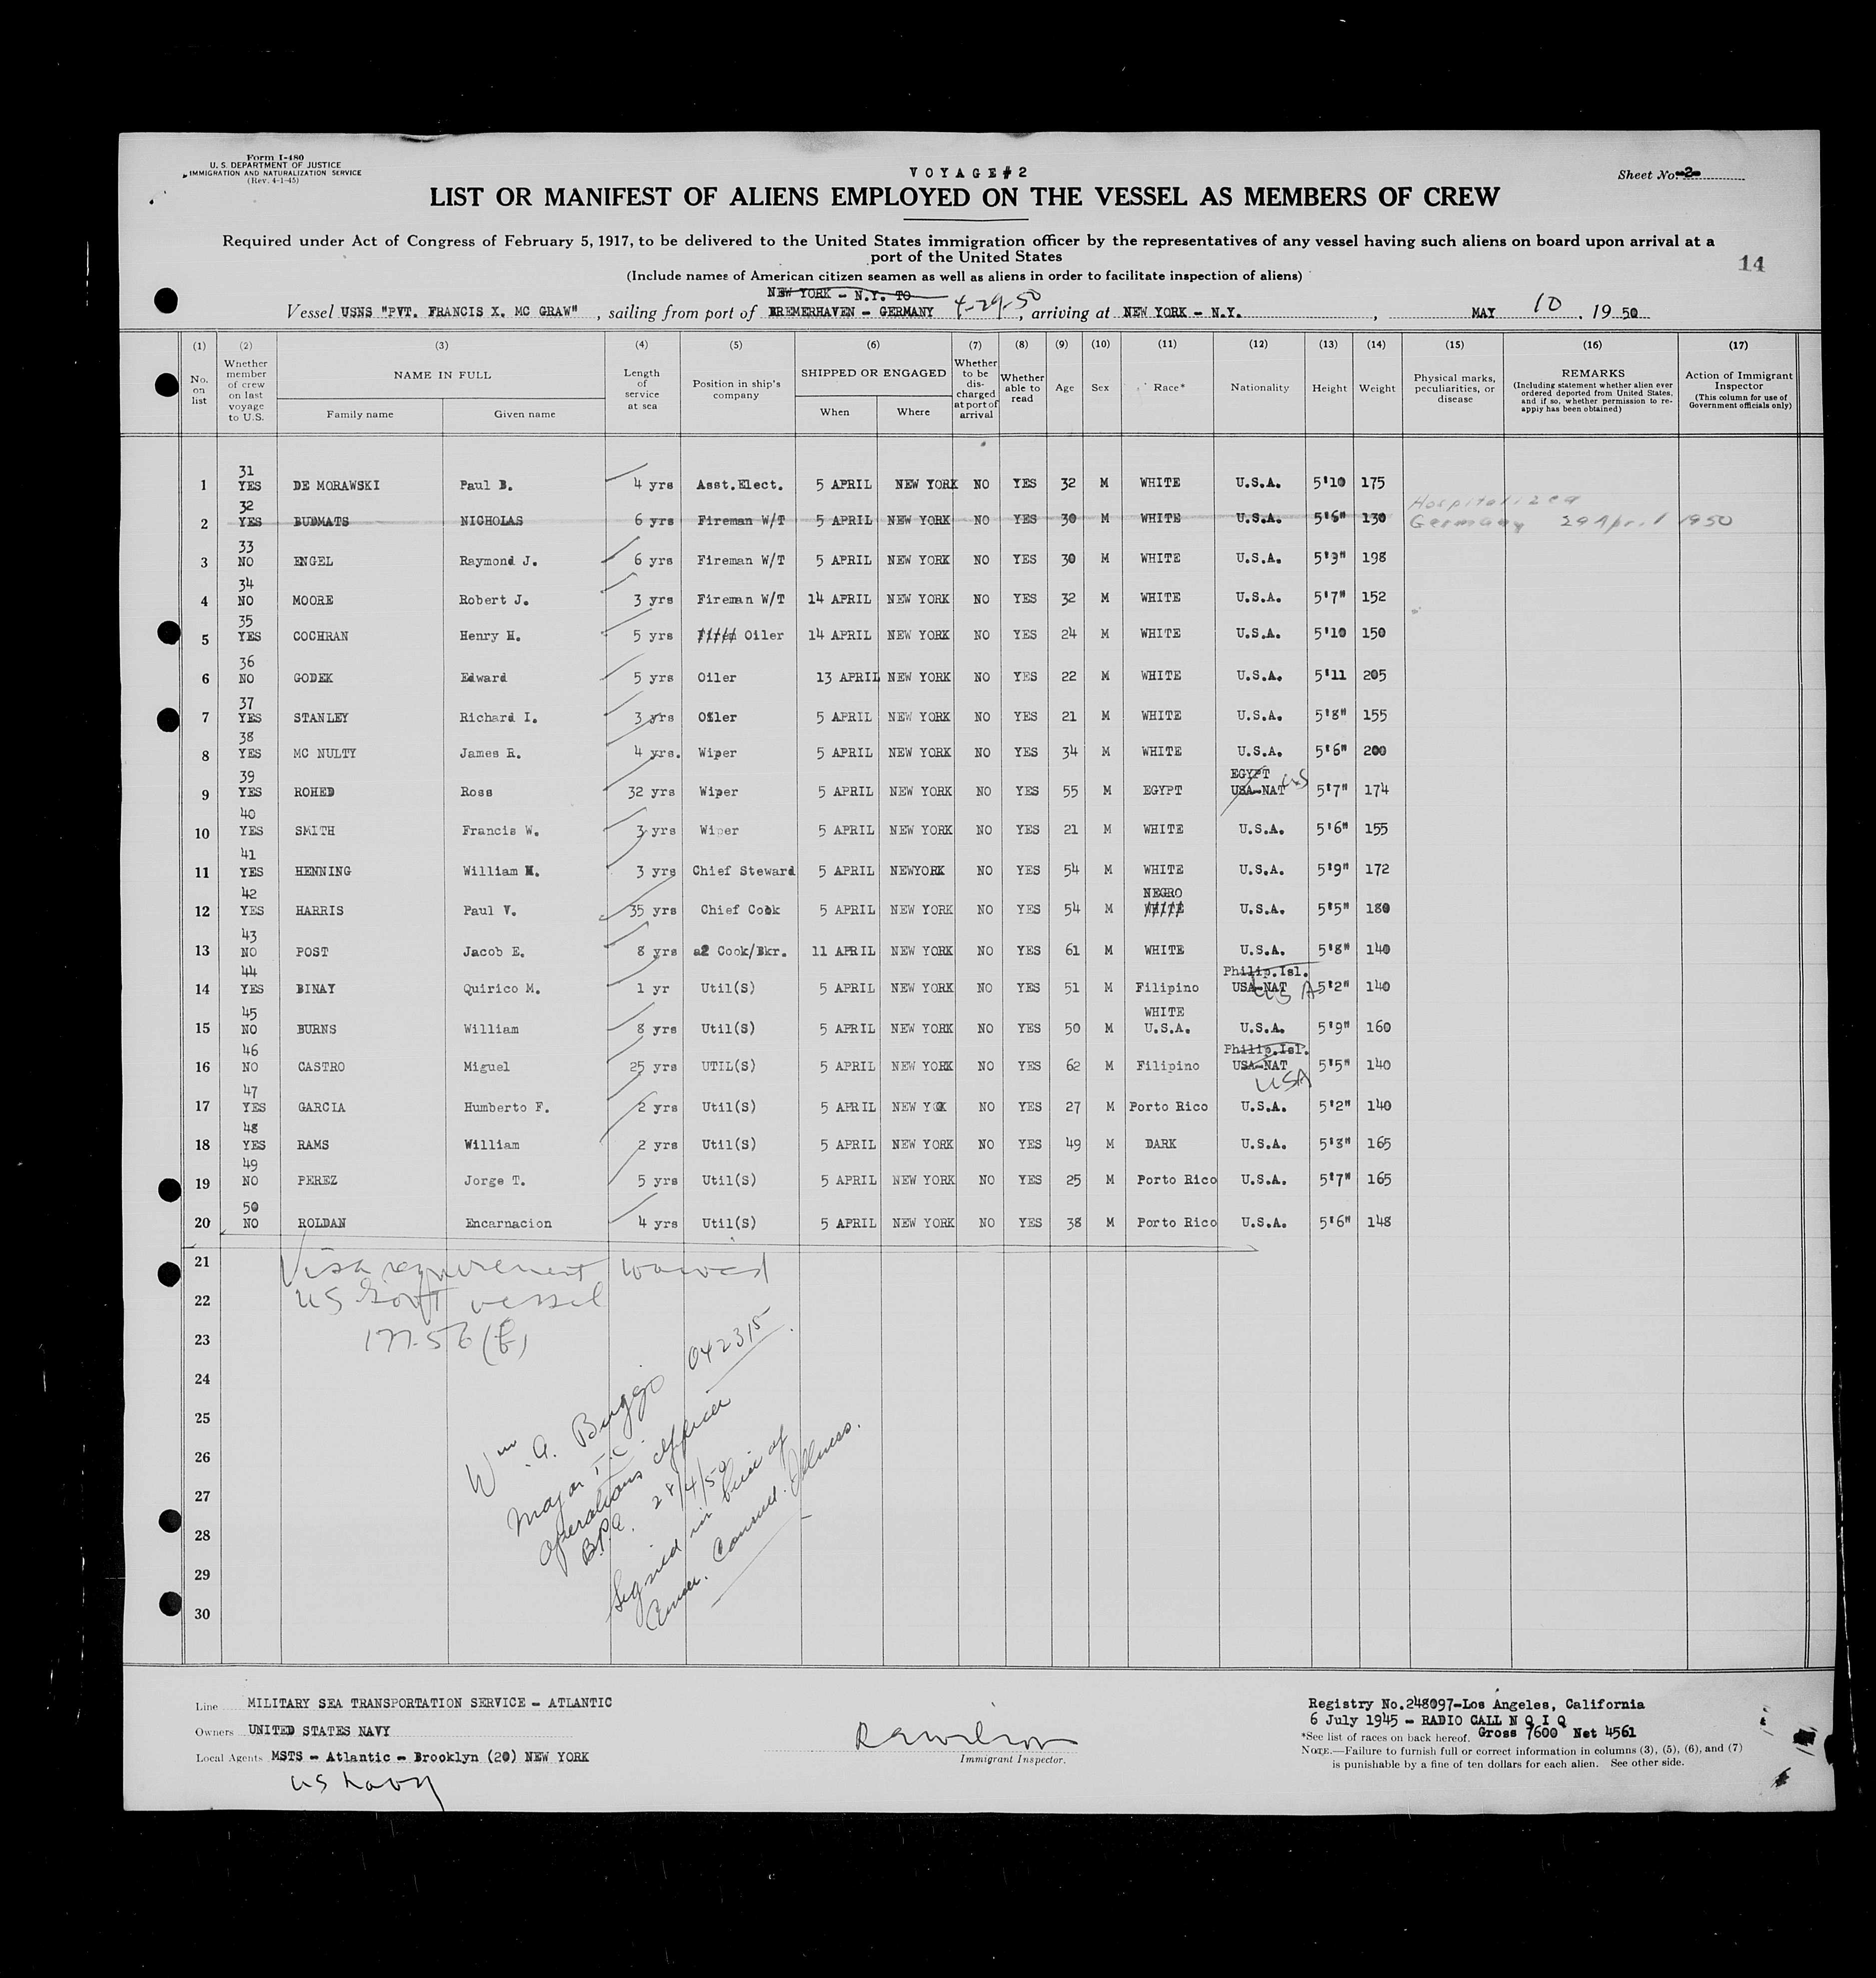 Form I-480
U. S. DEPARTMENT OF JUSTICE
IMMIGRATION AND NATURALIZATION SERVICE
(Rev. 4-1-45)
VOYAGE# 2
Sheet No. -2-
LIST OR MANIFEST OF ALIENS EMPLOYED ON THE VESSEL AS MEMBERS OF CREW
Required under Act of Congress of February 5, 1917, to be delivered to the United States immigration officer by the representatives of any vessel having such aliens on board upon arrival at a
port of the United States
14
(Include names of American citizen seamen as well as aliens in order to facilitate inspection of aliens)
NEW YORK - N.Y. TO
Vessel USNS "PVT. FRANCIS X. MC GRAW", sailing from port of BREMERHAVEN - GERMANY 4-29-50, arriving at NEW YORK - N.Y., MAY 10, 1950
(1) No. on list
(2) Whether member of crew on last voyage to U.S.
(3) NAME IN FULL Family name Given name
(4) Length of service at sea
(5) Position in ship's company
(6) SHIPPED OR ENGAGED When Where
(7) Whether to be discharged at port of arrival
(8) Whether able to read
(9) Age
(10) Sex
(11) Race*
(12) Nationality
(13) Height
(14) Weight
(15) Physical marks, peculiarities, or disease
(16) REMARKS (Including statement whether alien ever ordered deported from United States, and if so, whether permission to reapply has been obtained)
(17) Action of Immigrant Inspector (This column for use of Government officials only)
31
1 YES DE MORAWSKI Paul B. 4 yrs Asst.Elect. 5 APRIL NEW YORK NO YES 32 M WHITE U.S.A. 5'10 175
32 Hospitalized
2 YES BUDMATS NICHOLAS 6 yrs Fireman W/T 5 APRIL NEW YORK NO YES 30 M WHITE U.S.A. 5'6" 130 Germany 29 April 1950
33
3 NO ENGEL Raymond J. 6 yrs Fireman W/T 5 APRIL NEW YORK NO YES 30 M WHITE U.S.A. 5'3" 198
34
4 NO MOORE Robert J. 3 yrs Fireman W/T 14 APRIL NEW YORK NO YES 32 M WHITE U.S.A. 5'7" 152
35
5 YES COCHRAN Henry H. 5 yrs Oiler 14 APRIL NEW YORK NO YES 24 M WHITE U.S.A. 5'10 150
36
6 NO GODEK Edward 5 yrs Oiler 13 APRIL NEW YORK NO YES 22 M WHITE U.S.A. 5'11 205
37
7 YES STANLEY Richard I. 3 yrs Oiler 5 APRIL NEW YORK NO YES 21 M WHITE U.S.A. 5'8" 155
38
8 YES MC NULTY James R. 4 yrs. Wiper 5 APRIL NEW YORK NO YES 34 M WHITE U.S.A. 5'6" 200
39 EGYPT US
9 YES ROHED Ross 32 yrs Wiper 5 APRIL NEW YORK NO YES 55 M EGYPT USA-NAT 5'7" 174
40
10 YES SMITH Francis W. 3 yrs Wiper 5 APRIL NEW YORK NO YES 21 M WHITE U.S.A. 5'6" 155
41
11 YES HENNING William M. 3 yrs Chief Steward 5 APRIL NEWYORK NO YES 54 M WHITE U.S.A. 5'9" 172
42 NEGRO
12 YES HARRIS Paul V. 35 yrs Chief Cook 5 APRIL NEW YORK NO YES 54 M WHITE U.S.A. 5'5" 180
43
13 NO POST Jacob E. 8 yrs a2 Cook/Bkr. 11 APRIL NEW YORK NO YES 61 M WHITE U.S.A. 5'8" 140
44 Philip.Isl.
14 YES BINAY Quirico M. 1 yr Util(S) 5 APRIL NEW YORK NO YES 51 M Filipino USA-NAT USA 5'2" 140
45 WHITE
15 NO BURNS William 8 yrs Util(S) 5 APRIL NEW YORK NO YES 50 M U.S.A. U.S.A. 5'9" 160
46 Philip.Isl.
16 NO CASTRO Miguel 25 yrs UTIL(S) 5 APRIL NEW YORK NO YES 62 M Filipino USA-NAT 5'5" 140
47 USA
17 YES GARCIA Humberto F. 2 yrs Util(S) 5 APRIL NEW YOK NO YES 27 M Porto Rico U.S.A. 5'2" 140
48
18 YES RAMS William 2 yrs Util(S) 5 APRIL NEW YORK NO YES 49 M DARK U.S.A. 5'3" 165
49
19 NO PEREZ Jorge T. 5 yrs Util(S) 5 APRIL NEW YORK NO YES 25 M Porto Rico U.S.A. 5'7" 165
50
20 NO ROLDAN Encarnacion 4 yrs Util(S) 5 APRIL NEW YORK NO YES 38 M Porto Rico U.S.A. 5'6" 148
21 Visa requirement waived
22 US Govt vessel
23 177.56 (f)
24
25
26
27
28
29
30
Wm A. Buggo 042315
Major T.C.
Operations Officer
BPE. 28/4/50
Signed in lieu of
Amer. Consul. Illness.
Line MILITARY SEA TRANSPORTATION SERVICE - ATLANTIC
Owners UNITED STATES NAVY
Local Agents MSTS - Atlantic - Brooklyn (20) NEW YORK
US Navy
Immigrant Inspector.
Registry No.248097-Los Angeles, California
6 July 1945 - RADIO CALL N Q I Q
*See list of races on back hereof. Gross 7600 Net 4561
NOTE.—Failure to furnish full or correct information in columns (3), (5), (6), and (7)
is punishable by a fine of ten dollars for each alien. See other side.